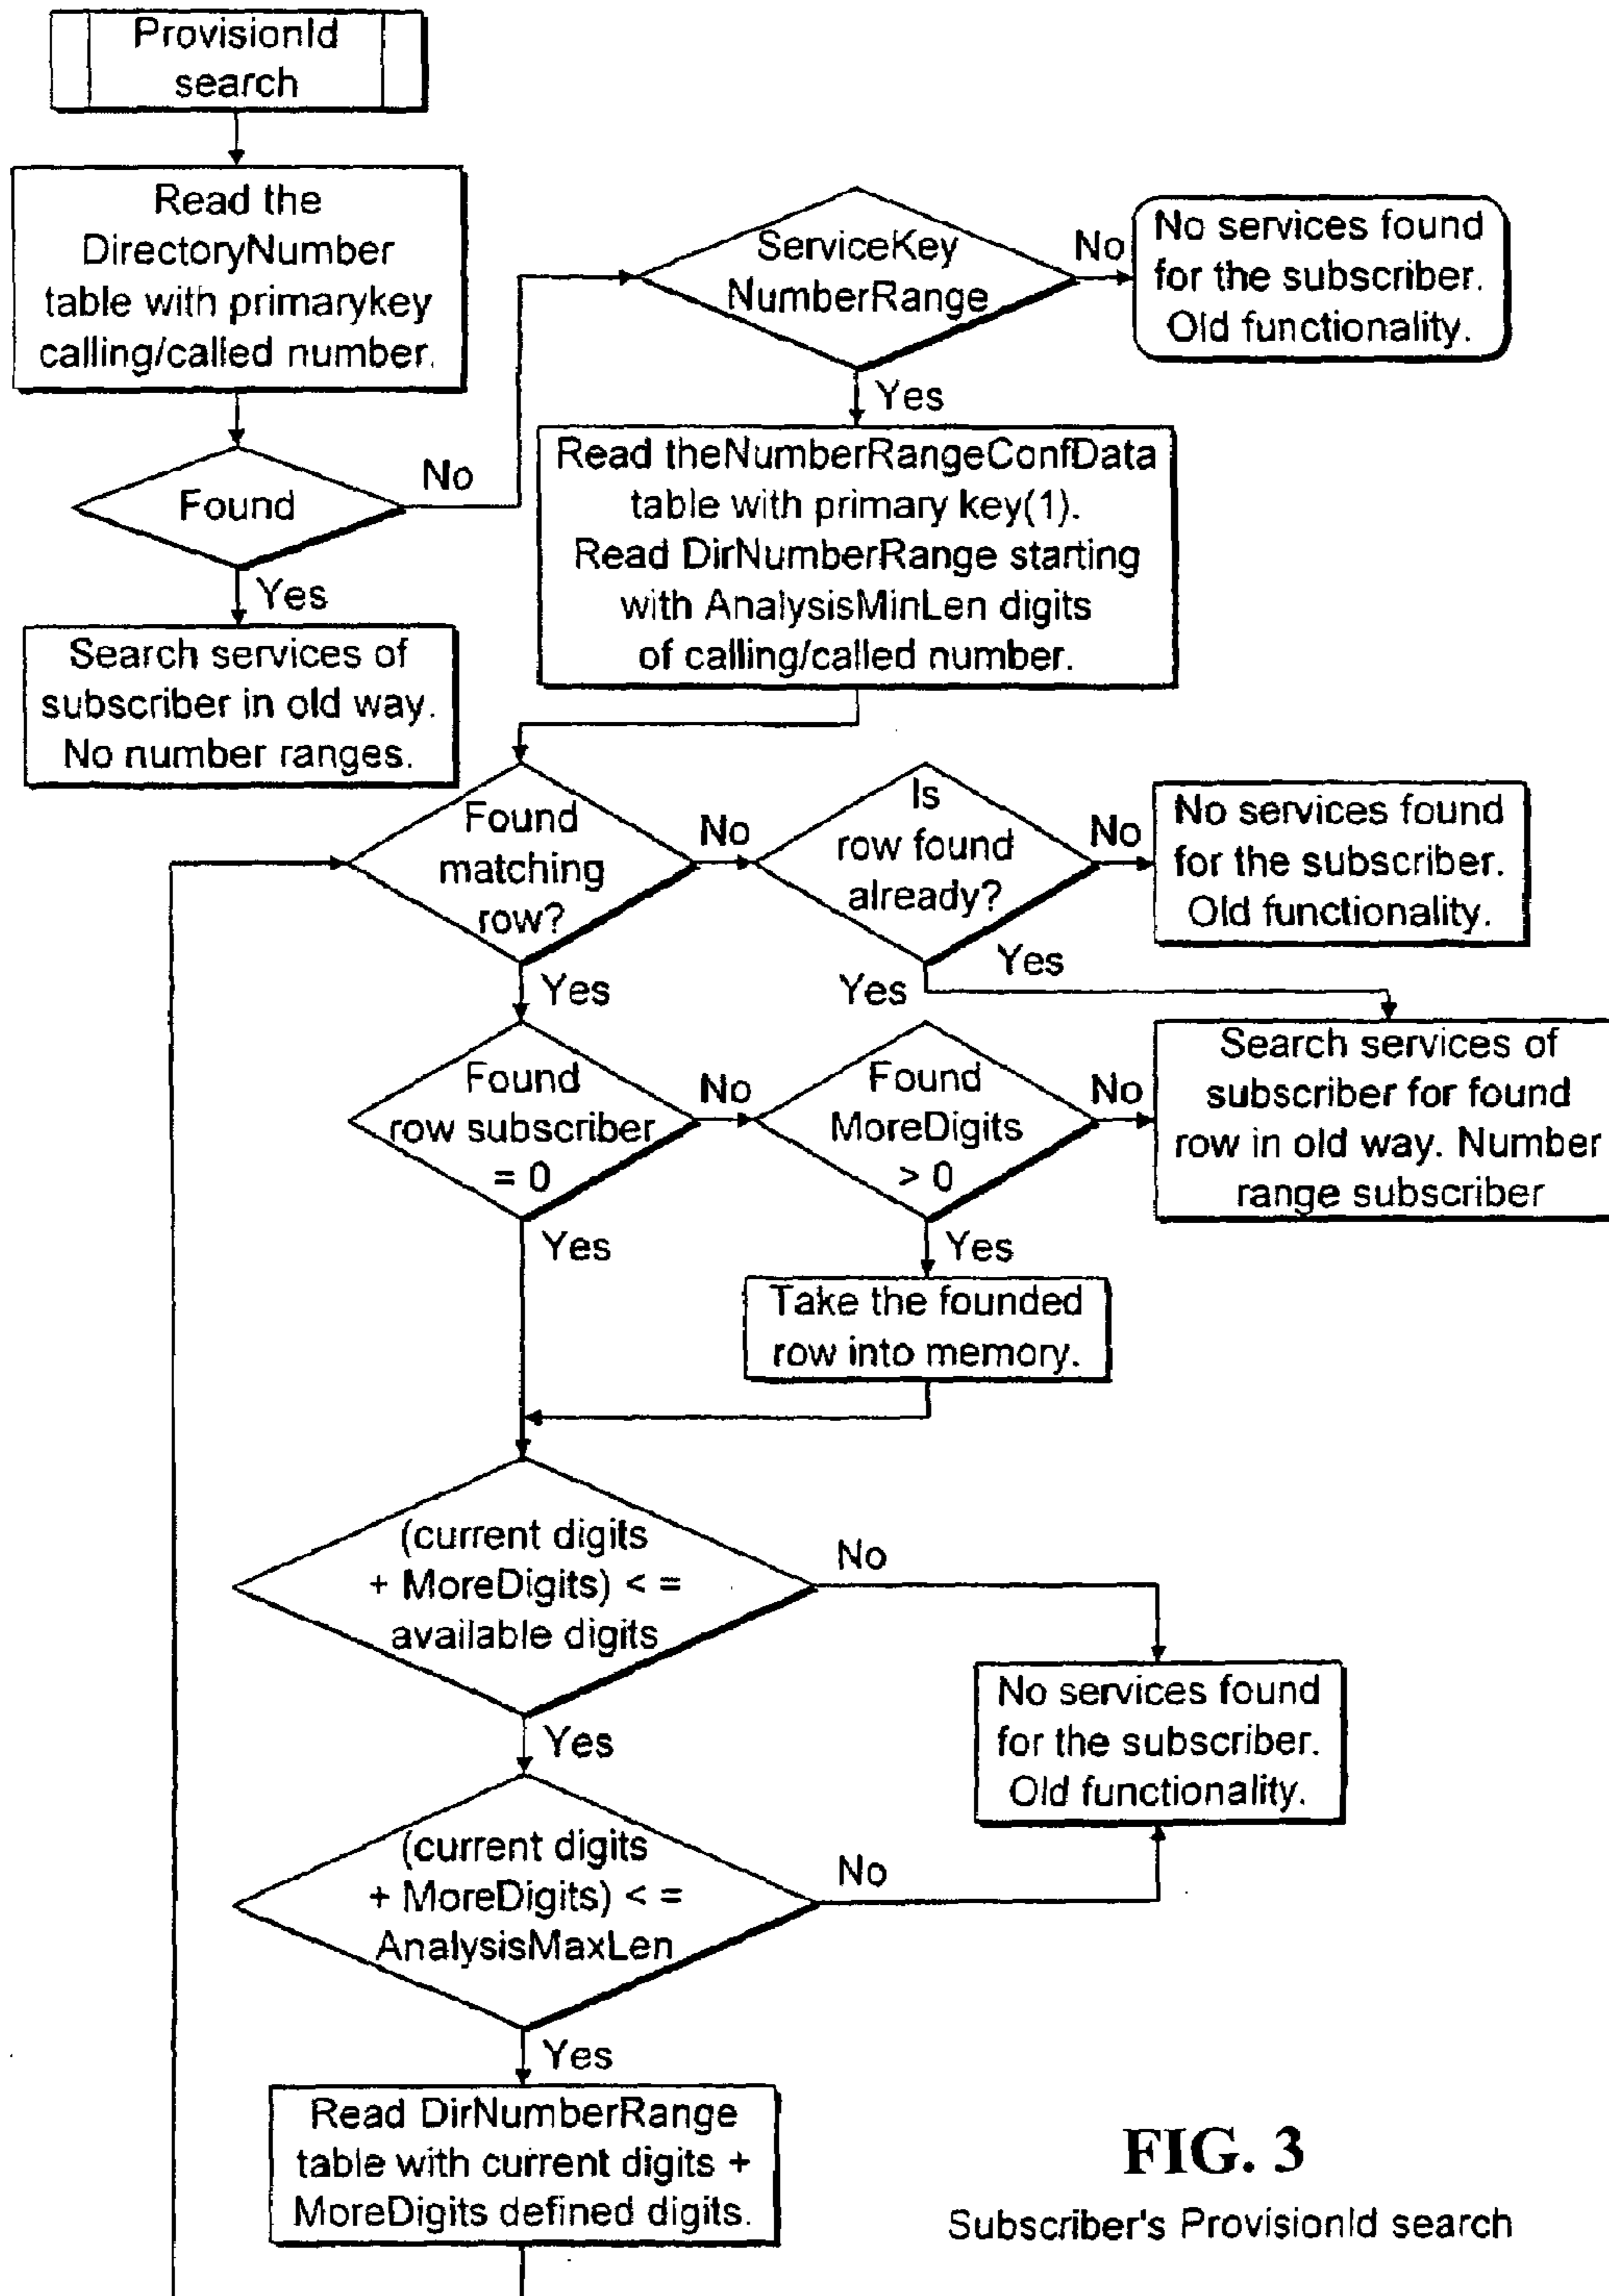 ProvisionId
search
Read the
DirectoryNumber
table with primarykey
calling/called number.
Found
No
Yes
Search services of
subscriber in old way.
No number ranges.
ServiceKey
NumberRange
No
No services found
for the subscriber.
Old functionality.
Yes
Read theNumberRangeConfData
table with primary key(1).
Read DirNumberRange starting
with AnalysisMinLen digits
of calling/called number.
Found
matching
row?
No
Is
row found
already?
No
No services found
for the subscriber.
Old functionality.
Yes
Yes
Yes
Found
row subscriber
= 0
No
Found
MoreDigits
> 0
No
Search services of
subscriber for found
row in old way. Number
range subscriber
Yes
Yes
Take the founded
row into memory.
(current digits
+ MoreDigits) < =
available digits
No
Yes
No services found
for the subscriber.
Old functionality.
(current digits
+ MoreDigits) < =
AnalysisMaxLen
No
Yes
Read DirNumberRange
table with current digits +
MoreDigits defined digits.
FIG. 3
Subscriber's ProvisionId search